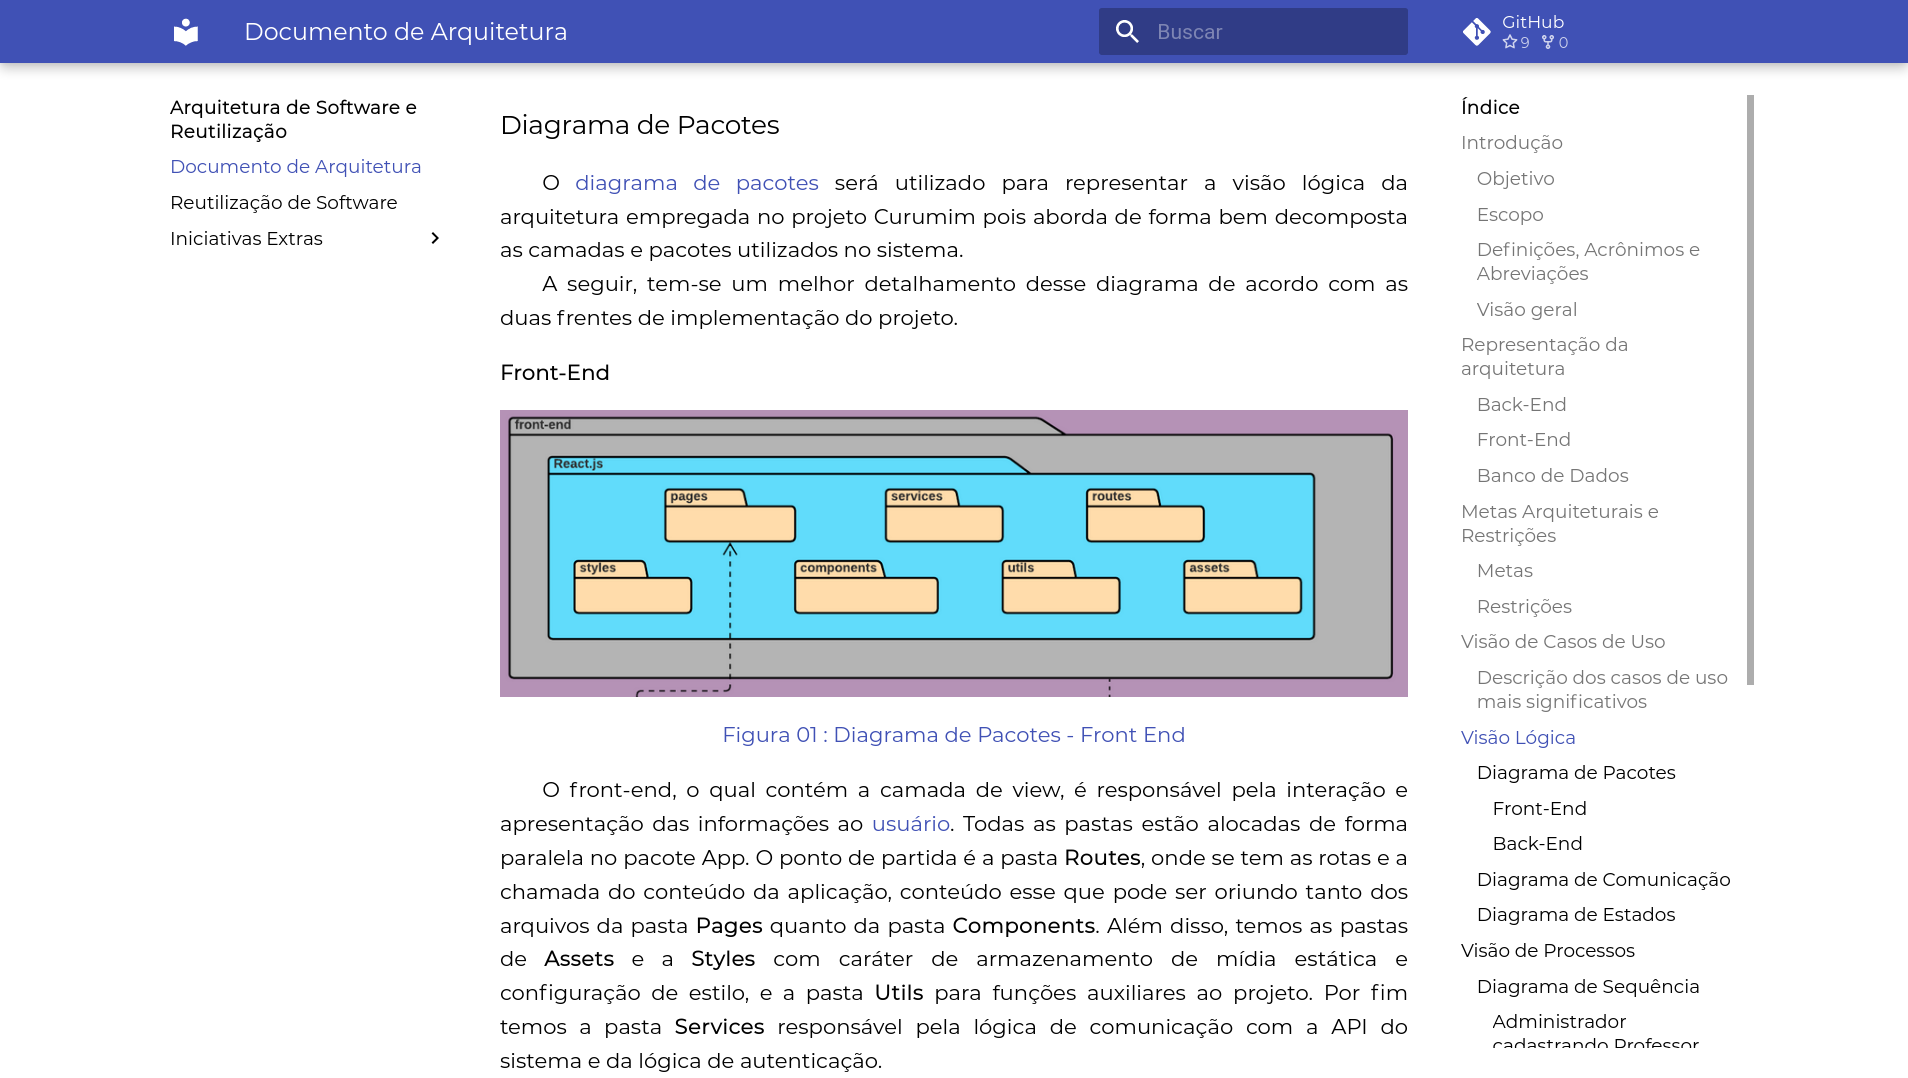 Documento de Arquitetura
Buscar
GitHub
9 0
Arquitetura de Software e
Reutilização
Documento de Arquitetura
Reutilização de Software
Iniciativas Extras
Diagrama de Pacotes
O diagrama de pacotes será utilizado para representar a visão lógica da
arquitetura empregada no projeto Curumim pois aborda de forma bem decomposta
as camadas e pacotes utilizados no sistema.
A seguir, tem-se um melhor detalhamento desse diagrama de acordo com as
duas frentes de implementação do projeto.
Front-End
front-end
React.js
pages
services
routes
styles
components
utils
assets
Figura 01 : Diagrama de Pacotes - Front End
O front-end, o qual contém a camada de view, é responsável pela interação e
apresentação das informações ao usuário. Todas as pastas estão alocadas de forma
paralela no pacote App. O ponto de partida é a pasta Routes, onde se tem as rotas e a
chamada do conteúdo da aplicação, conteúdo esse que pode ser oriundo tanto dos
arquivos da pasta Pages quanto da pasta Components. Além disso, temos as pastas
de Assets e a Styles com caráter de armazenamento de mídia estática e
configuração de estilo, e a pasta Utils para funções auxiliares ao projeto. Por fim
temos a pasta Services responsável pela lógica de comunicação com a API do
sistema e da lógica de autenticação.
Índice
Introdução
Objetivo
Escopo
Definições, Acrônimos e
Abreviações
Visão geral
Representação da
arquitetura
Back-End
Front-End
Banco de Dados
Metas Arquiteturais e
Restrições
Metas
Restrições
Visão de Casos de Uso
Descrição dos casos de uso
mais significativos
Visão Lógica
Diagrama de Pacotes
Front-End
Back-End
Diagrama de Comunicação
Diagrama de Estados
Visão de Processos
Diagrama de Sequência
Administrador
cadastrando Professor